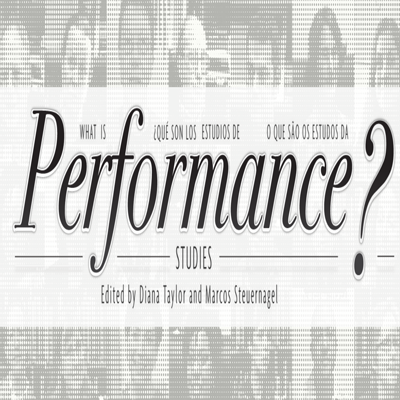 WHAT IS ¿QUÉ SON LOS ESTUDIOS DE O QUE SÃO OS ESTUDOS DA
Performance?
STUDIES
Edited by Diana Taylor and Marcos Steuernagel